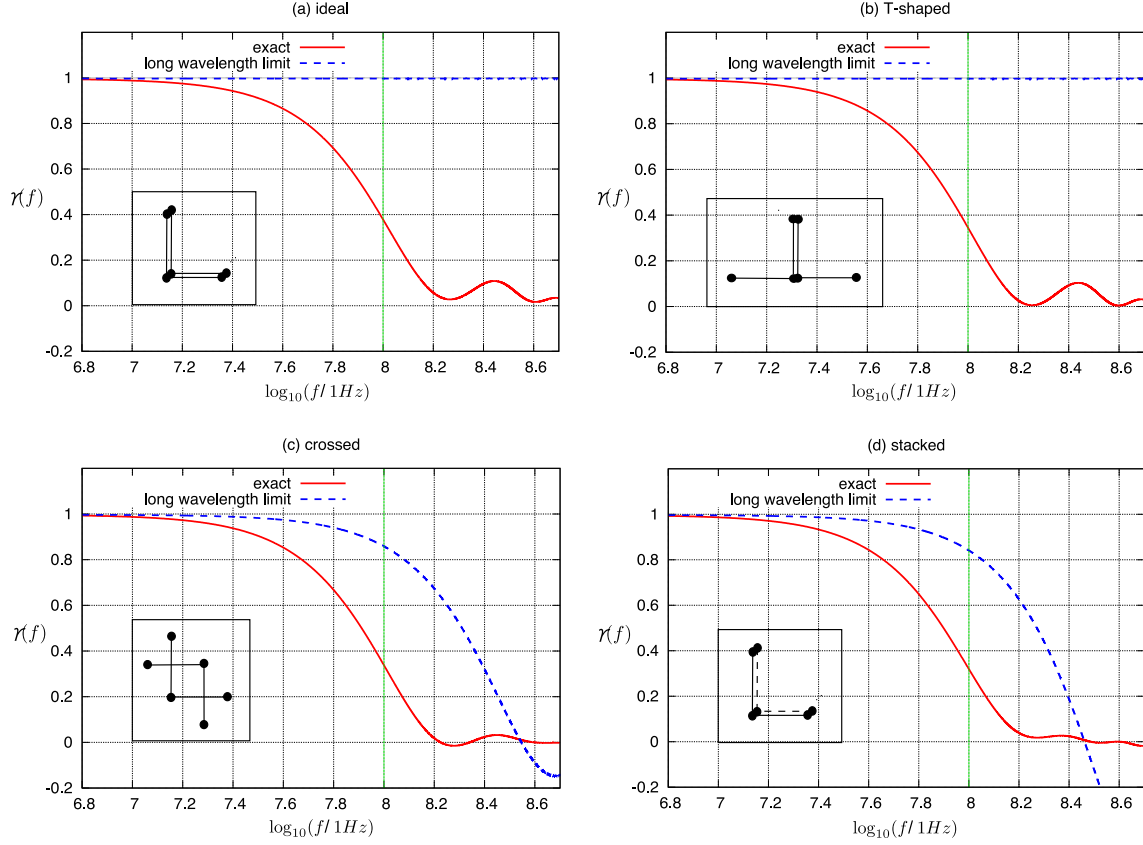 (a) ideal
exact
long wavelength limit
1
0.8
0.6
0.4
0.2
0
-0.2
γ(f)
6.8 7 7.2 7.4 7.6 7.8 8 8.2 8.4 8.6
log₁₀(f/1Hz)
(b) T-shaped
exact
long wavelength limit
1
0.8
0.6
0.4
0.2
0
-0.2
γ(f)
6.8 7 7.2 7.4 7.6 7.8 8 8.2 8.4 8.6
log₁₀(f/1Hz)
(c) crossed
exact
long wavelength limit
1
0.8
0.6
0.4
0.2
0
-0.2
γ(f)
6.8 7 7.2 7.4 7.6 7.8 8 8.2 8.4 8.6
log₁₀(f/1Hz)
(d) stacked
exact
long wavelength limit
1
0.8
0.6
0.4
0.2
0
-0.2
γ(f)
6.8 7 7.2 7.4 7.6 7.8 8 8.2 8.4 8.6
log₁₀(f/1Hz)